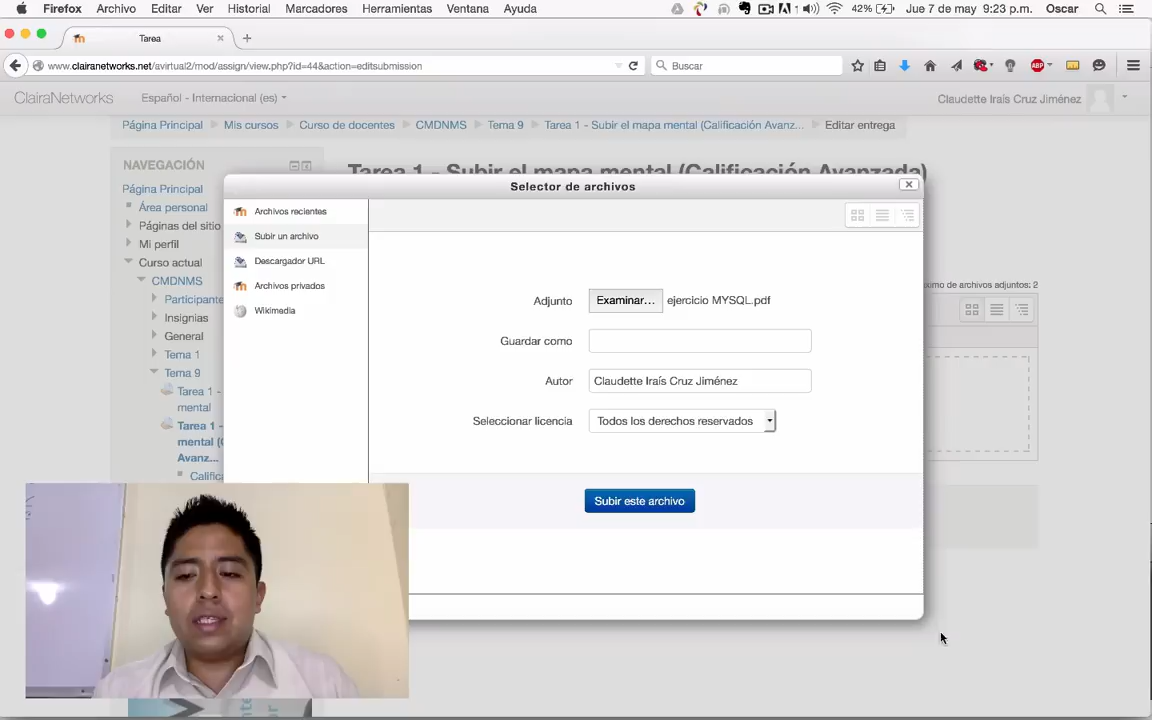 Firefox Archivo Editar Ver Historial Marcadores Herramientas Ventana Ayuda 1 42% Jue 7 de may 9:23 p.m. Oscar
Tarea
www.clairanetworks.net/avirtual2/mod/assign/view.php?id=44&action=editsubmission Buscar ABP
ClairaNetworks Español - Internacional (es) Claudette Irais Cruz Jiménez
Página Principal Mis cursos Curso de docentes CMDNMS Tema 9 Tarea 1 - Subir el mapa mental (Calificación Avanz... Editar entrega
NAVEGACIÓN
Tarea 1 - Subir el mapa mental (Calificación Avanzada)
Selector de archivos
Página Principal
Área personal
Páginas del sitio
Mi perfil
Curso actual
CMDNMS
Participante
Insignias
General
Tema 1
Tema 9
Tarea 1 -
mental
Tarea 1 -
mental (
Avanz...
Califica
Archivos recientes
Subir un archivo
Descargador URL
Archivos privados
Wikimedia
Adjunto Examinar... ejercicio MYSQL.pdf
Guardar como
Autor Claudette Iraís Cruz Jiménez
Seleccionar licencia Todos los derechos reservados
Subir este archivo
de archivos adjuntos: 2